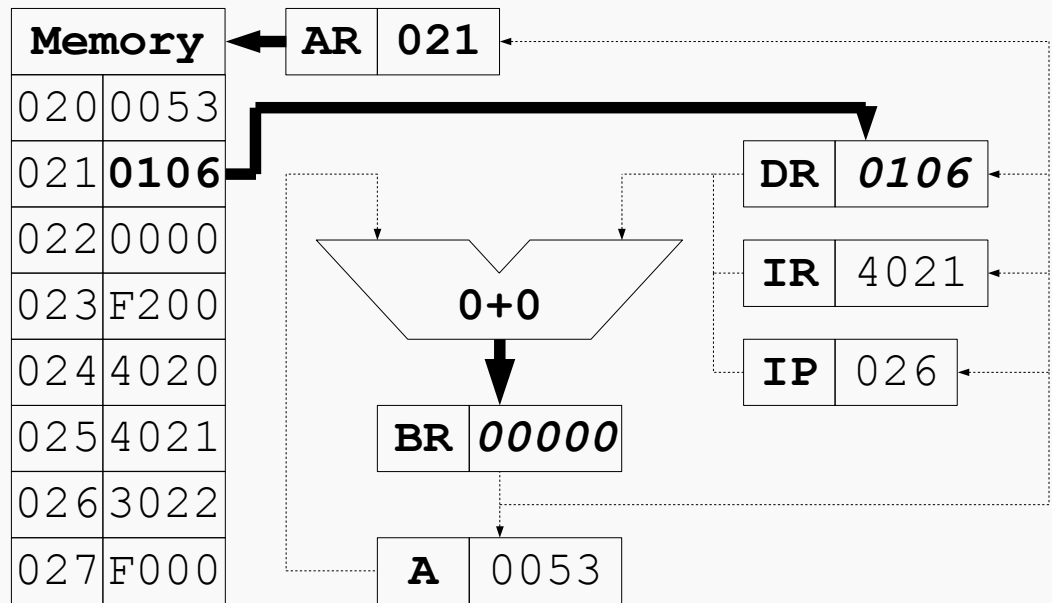 Memory AR 021
020 0053
021 0106 DR 0106
022 0000
023 F200 0+0 IR 4021
024 4020 IP 026
025 4021 BR 00000
026 3022
027 F000 A 0053